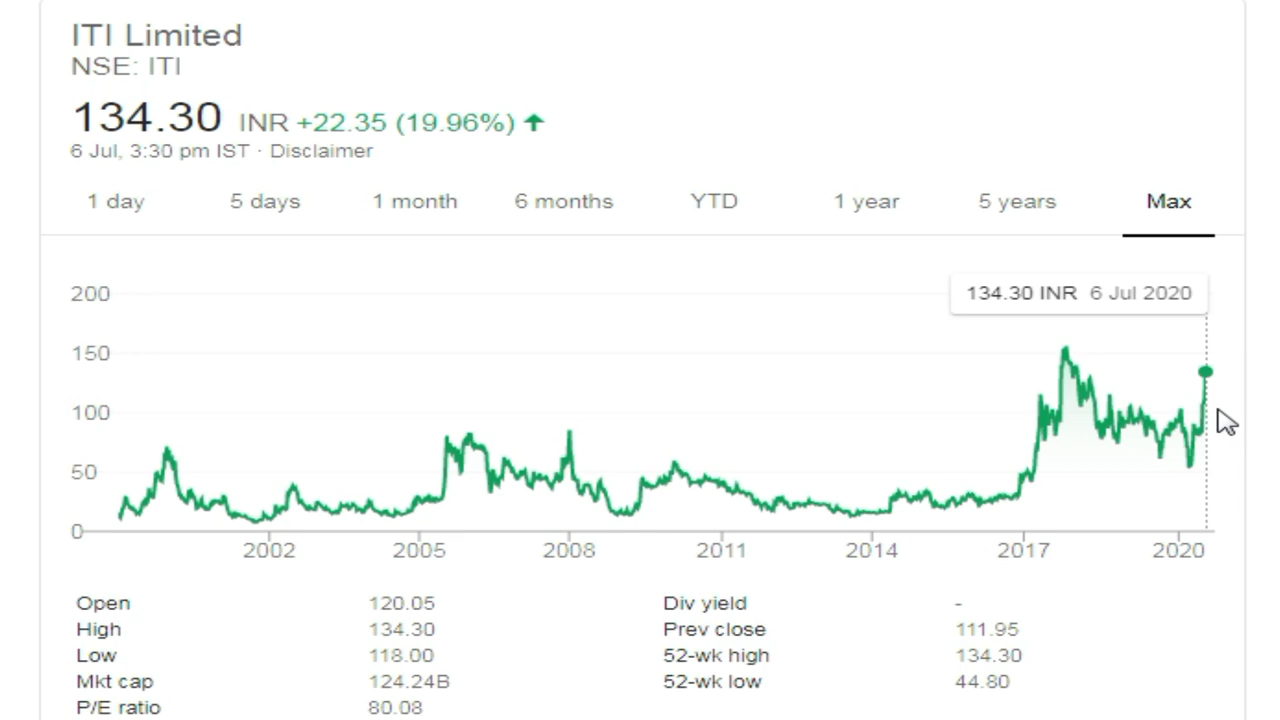 ITI Limited
NSE: ITI
134.30 INR +22.35 (19.96%) ↑
6 Jul, 3:30 pm IST · Disclaimer
1 day 5 days 1 month 6 months YTD 1 year 5 years Max
134.30 INR 6 Jul 2020
200
150
100
50
0
2002 2005 2008 2011 2014 2017 2020
Open 120.05 Div yield -
High 134.30 Prev close 111.95
Low 118.00 52-wk high 134.30
Mkt cap 124.24B 52-wk low 44.80
P/E ratio 80.08